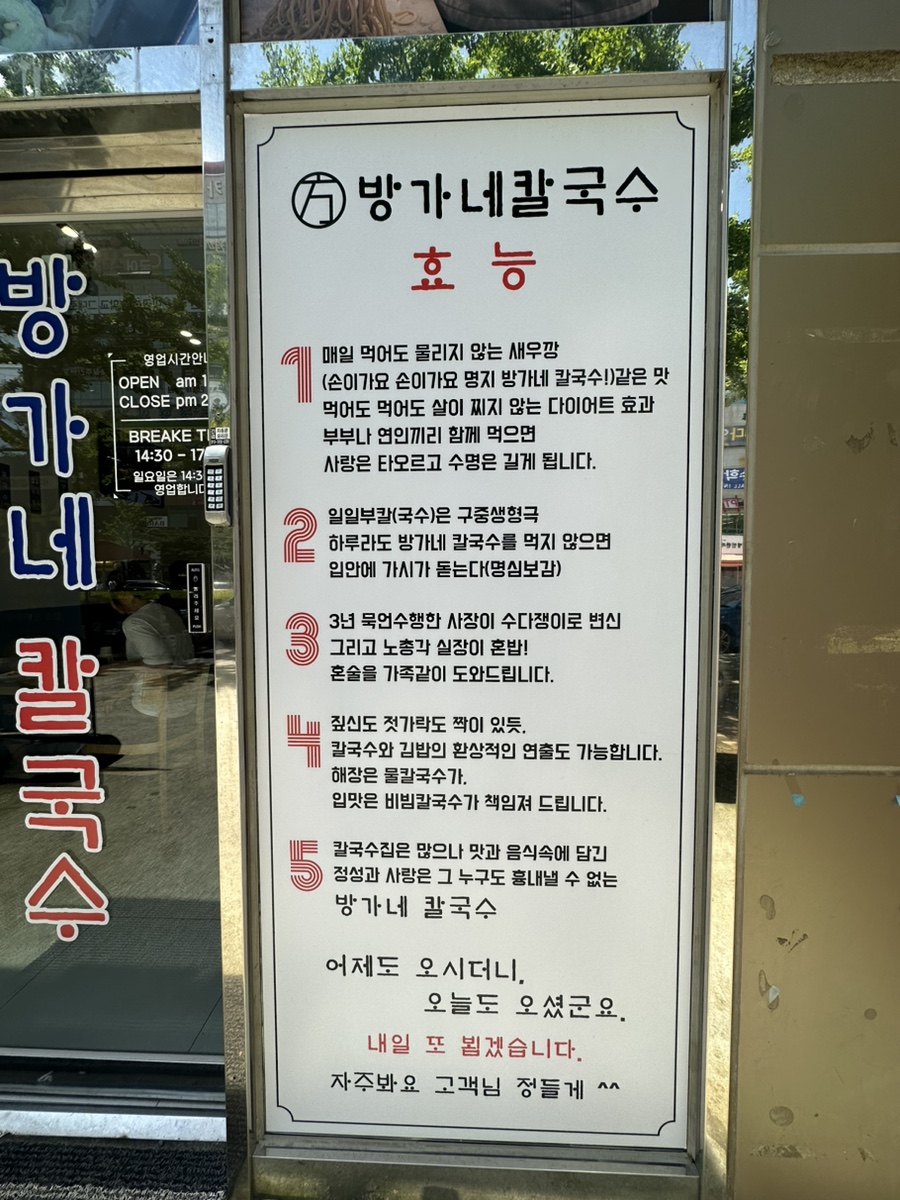 방가네칼국수
효 능
1 매일 먹어도 물리지 않는 새우깡
(손이가요 손이가요 명지 방가네 칼국수!)같은 맛
먹어도 먹어도 살이 찌지 않는 다이어트 효과
부부나 연인끼리 함께 먹으면
사랑은 타오르고 수명은 길게 됩니다.
2 일일부칼(국수)은 구중생형극
하루라도 방가네 칼국수를 먹지 않으면
입안에 가시가 돋는다(명심보감)
3 3년 묵언수행한 사장이 수다쟁이로 변신
그리고 노총각 실장이 혼밥!
혼술을 가족같이 도와드립니다.
4 짚신도 젓가락도 짝이 있듯.
칼국수와 김밥의 환상적인 연출도 가능합니다.
해장은 물칼국수가.
입맛은 비빔칼국수가 책임져 드립니다.
5 칼국수집은 많으나 맛과 음식속에 담긴
정성과 사랑은 그 누구도 흉내낼 수 없는
방가네 칼국수
어제도 오시더니,
오늘도 오셨군요.
내일 또 뵙겠습니다.
자주봐요 고객님 정들게 ^^
방가네 칼국수
영업시간안내
OPEN am 1
CLOSE pm 2
BREAKE TI
14:30 - 17
일요일은 14:3
영업합니다